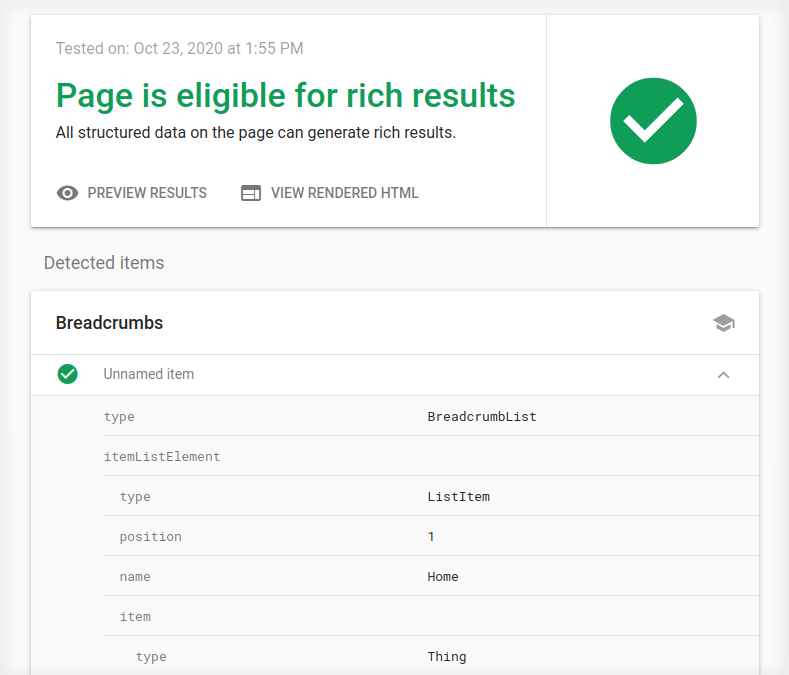 Tested on: Oct 23, 2020 at 1:55 PM
Page is eligible for rich results
All structured data on the page can generate rich results.
PREVIEW RESULTS VIEW RENDERED HTML
Detected items
Breadcrumbs
Unnamed item
type BreadcrumbList
itemListElement
type ListItem
position 1
name Home
item
type Thing